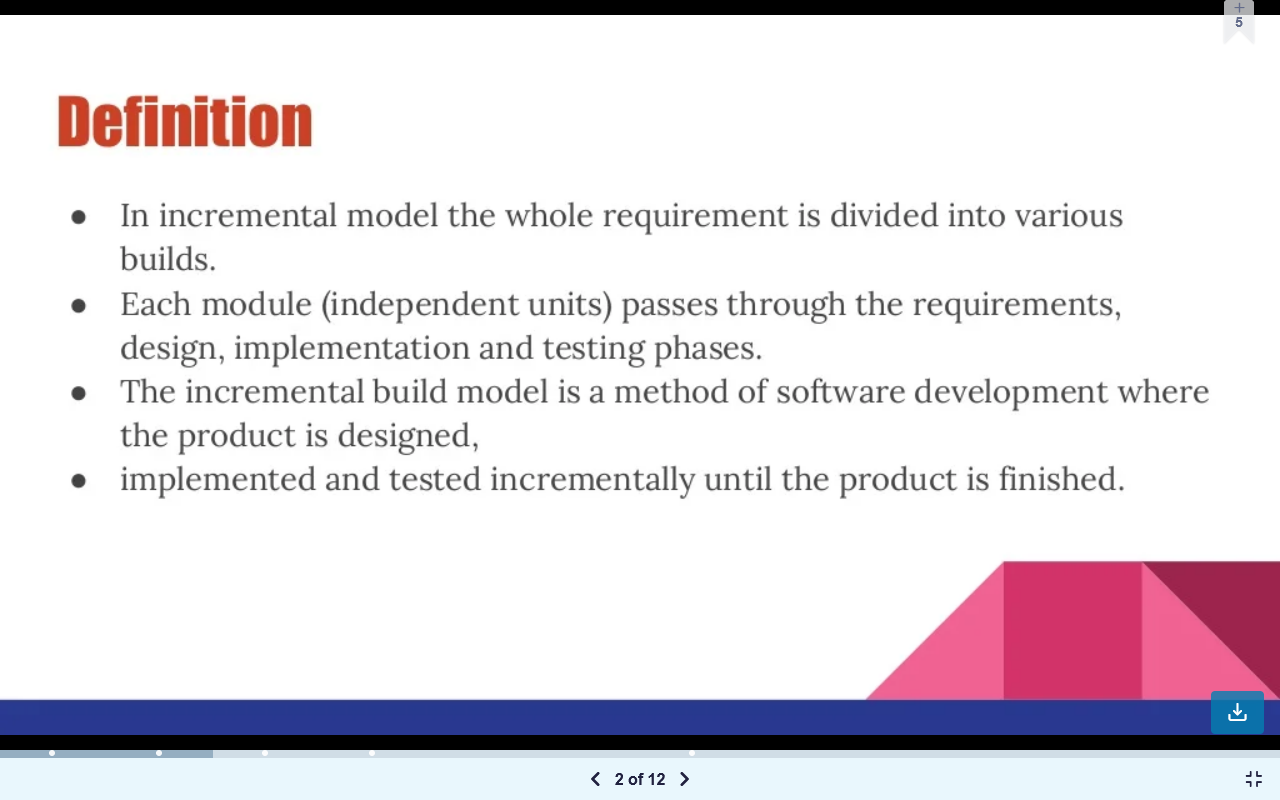 5
Definition
● In incremental model the whole requirement is divided into various
builds.
● Each module (independent units) passes through the requirements,
design, implementation and testing phases.
● The incremental build model is a method of software development where
the product is designed,
● implemented and tested incrementally until the product is finished.
2 of 12